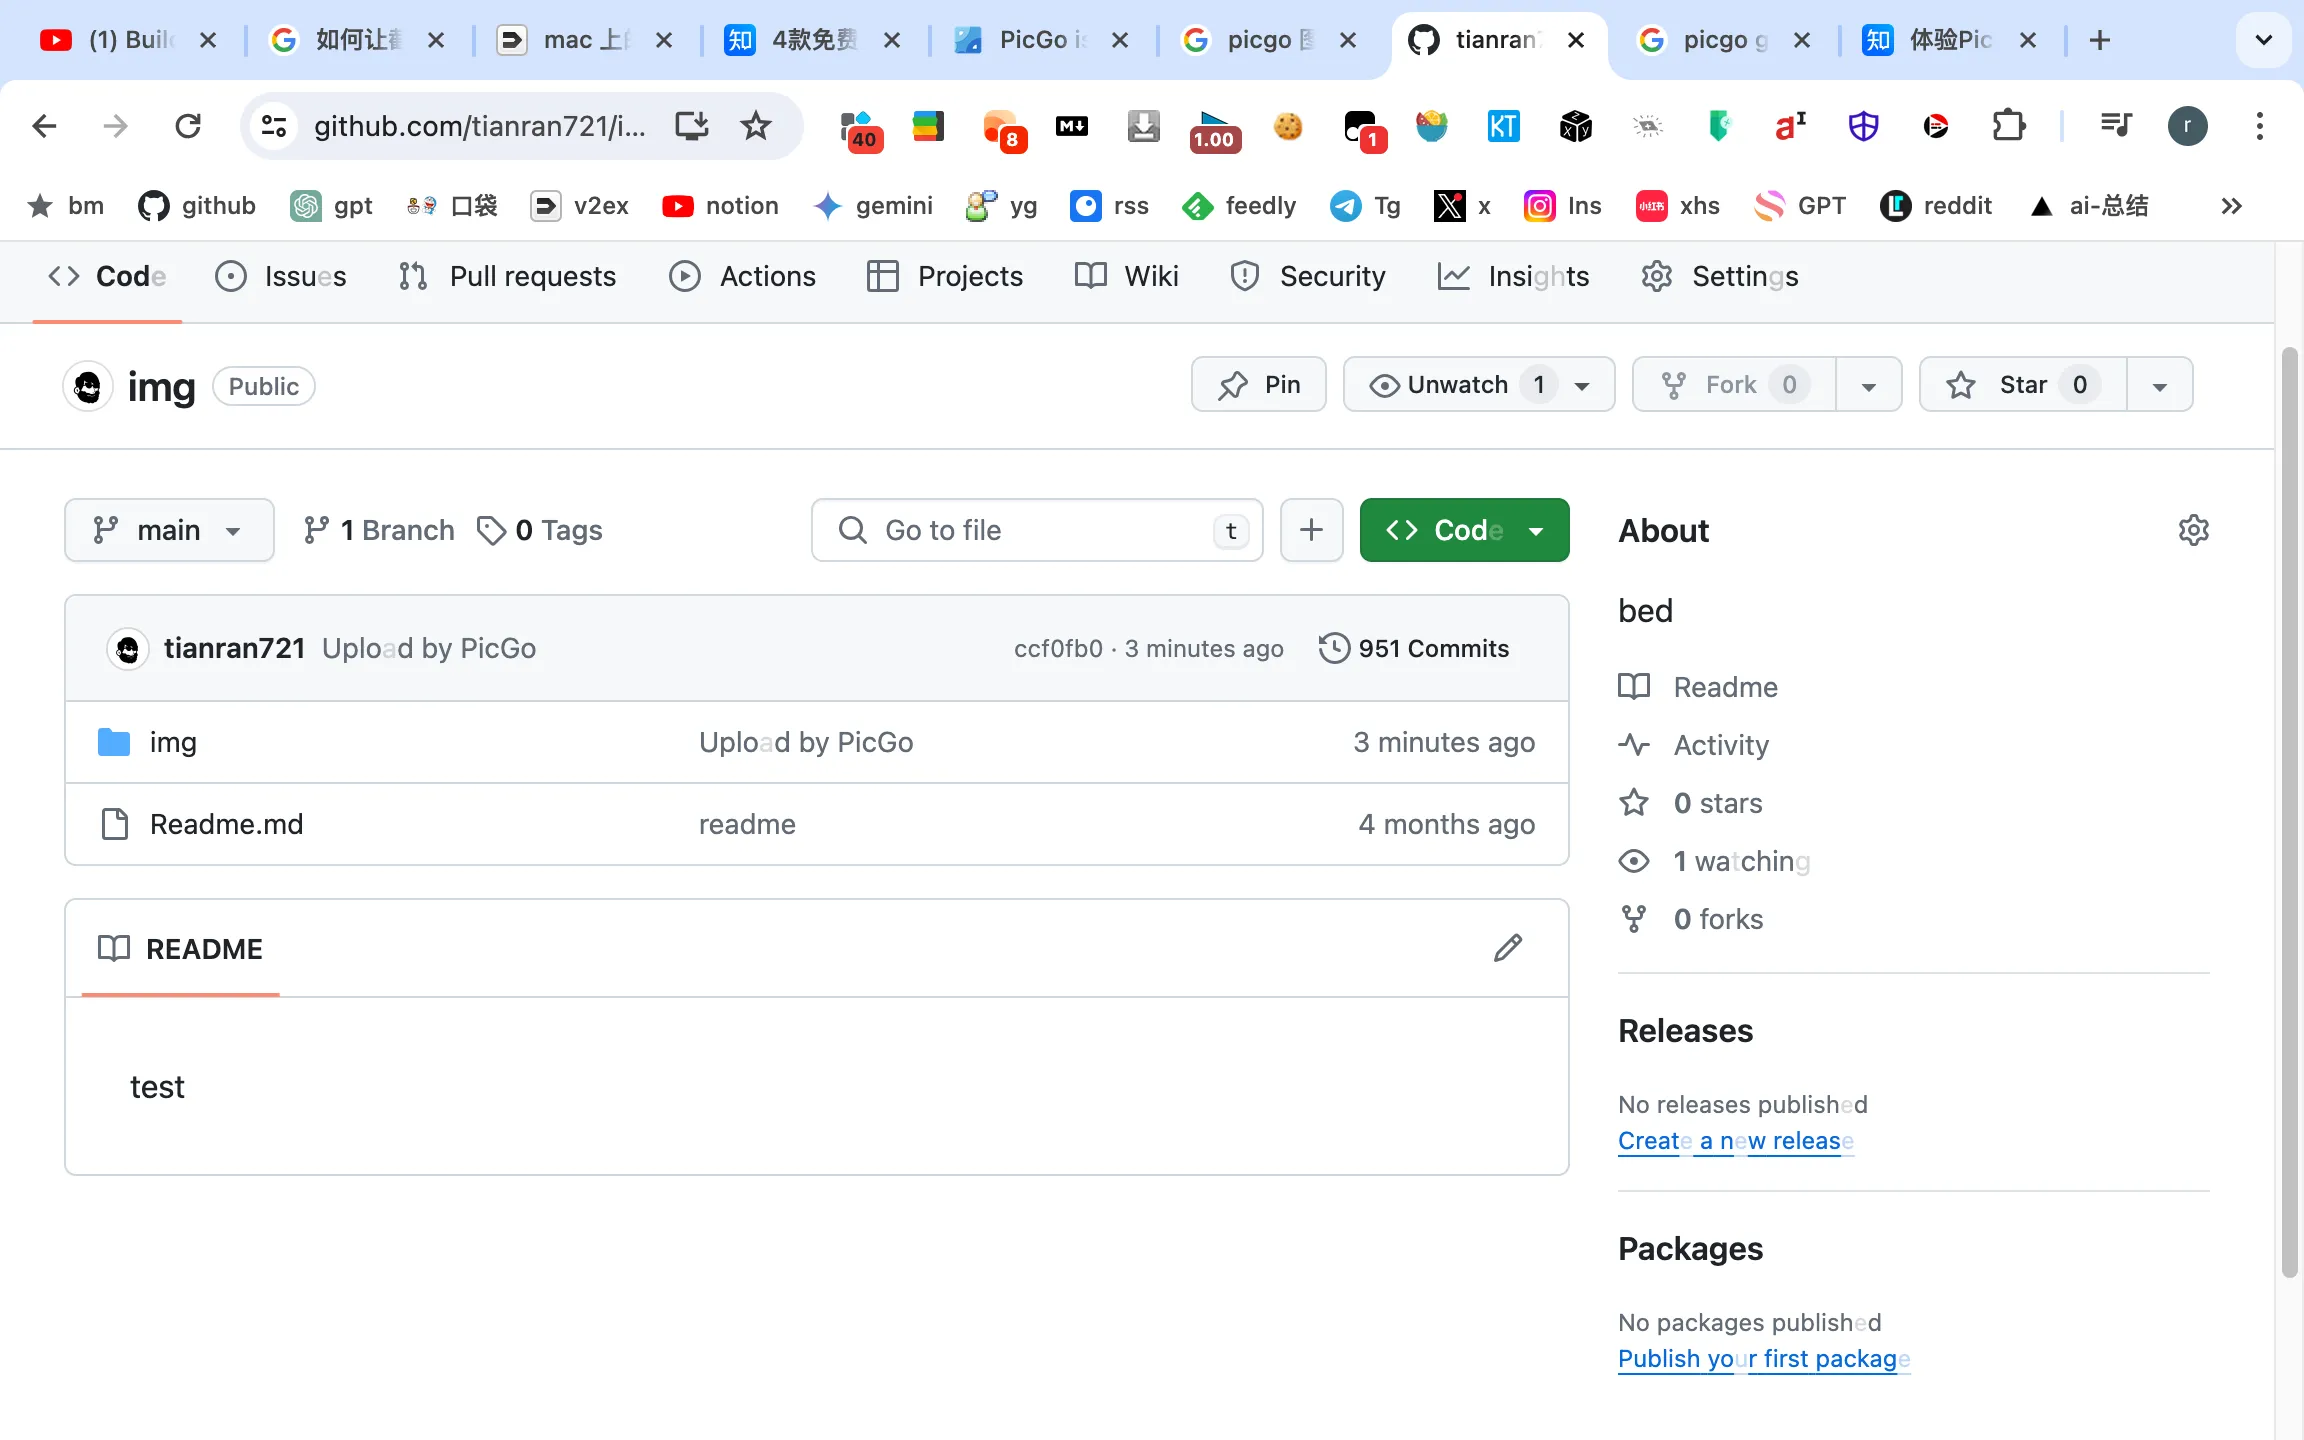 (1) Buil
如何让截
mac 上的
4款免费
PicGo is
picgo 图
tianran7
picgo g
体验Pic
github.com/tianran721/i...
40
8
1.00
1
KT
r
bm
github
gpt
口袋
v2ex
notion
gemini
yg
rss
feedly
Tg
x
Ins
xhs
GPT
reddit
ai-总结
Code
Issues
Pull requests
Actions
Projects
Wiki
Security
Insights
Settings
img Public
Pin
Unwatch 1
Fork 0
Star 0
main
1 Branch
0 Tags
Go to file t
Code
About
bed
tianran721 Upload by PicGo ccf0fb0 · 3 minutes ago 951 Commits
img Upload by PicGo 3 minutes ago
Readme.md readme 4 months ago
Readme
Activity
0 stars
1 watching
0 forks
README
test
Releases
No releases published
Create a new release
Packages
No packages published
Publish your first package